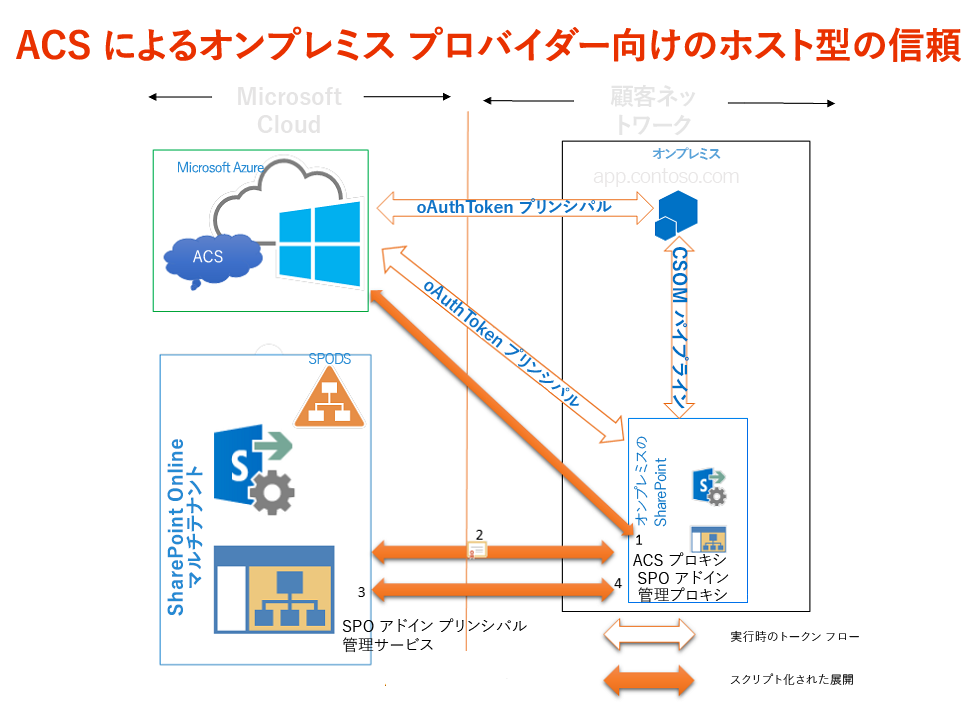 ACS によるオンプレミス プロバイダー向けのホスト型の信頼
Microsoft
Cloud
顧客ネッ
トワーク
Microsoft Azure
ACS
オンプレミス
app.contoso.com
oAuthToken プリンシパル
CSOM パイプライン
oAuthToken プリンシパル
SPODS
SharePoint Online
マルチテナント
S
オンプレミスの
SharePoint
S
1
ACS プロキシ
SPO アドイン
管理プロキシ
2
3
4
SPO アドイン プリンシパル
管理サービス
実行時のトークン フロー
スクリプト化された展開